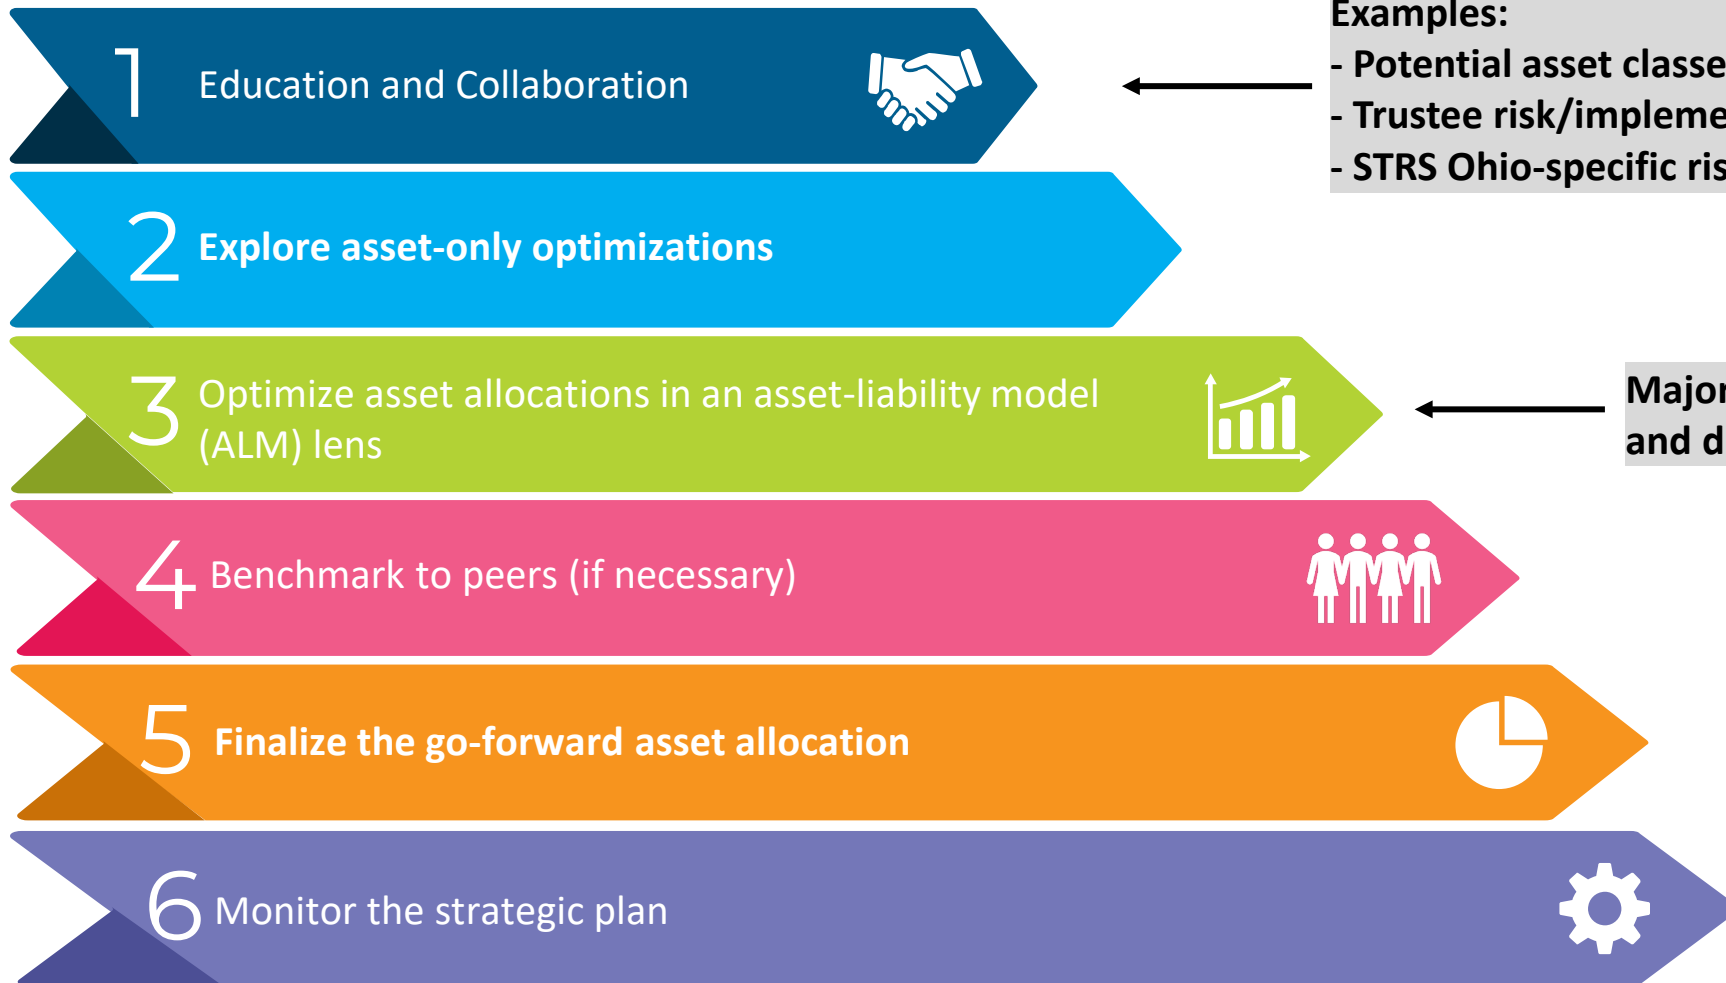 1 Education and Collaboration
Examples:
- Potential asset classe
- Trustee risk/impleme
- STRS Ohio-specific ris
2 Explore asset-only optimizations
3 Optimize asset allocations in an asset-liability model
(ALM) lens
Major
and d
4 Benchmark to peers (if necessary)
5 Finalize the go-forward asset allocation
6 Monitor the strategic plan